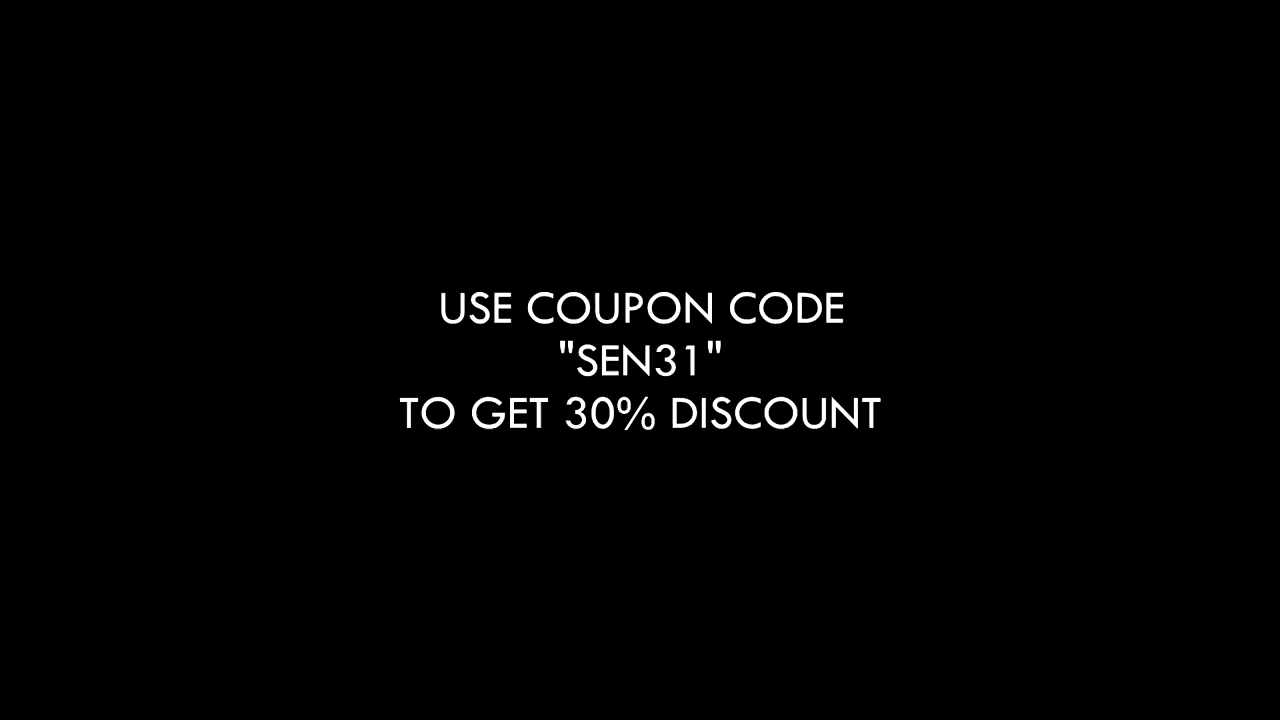 USE COUPON CODE
"SEN31"
TO GET 30% DISCOUNT